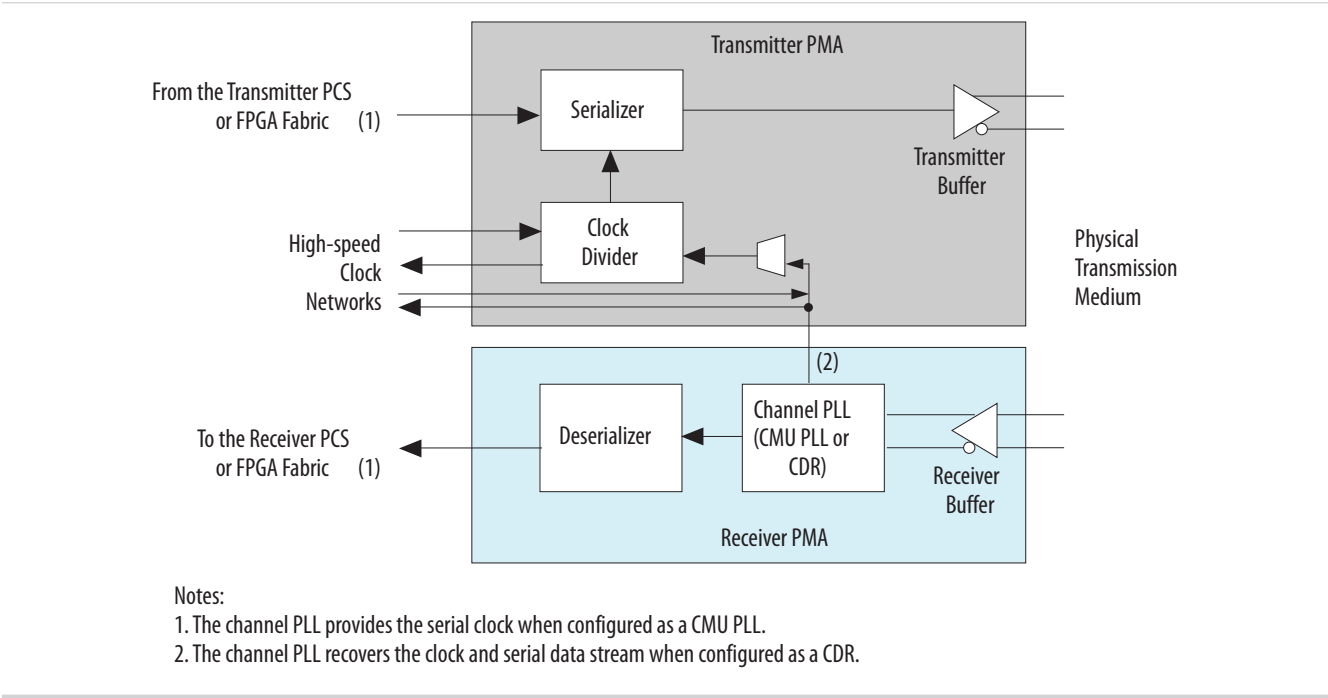 Transmitter PMA
From the Transmitter PCS
or FPGA Fabric (1)
Serializer
Transmitter
Buffer
High-speed
Clock
Networks
Clock
Divider
Physical
Transmission
Medium
(2)
To the Receiver PCS
or FPGA Fabric (1)
Deserializer
Channel PLL
(CMU PLL or
CDR)
Receiver
Buffer
Receiver PMA
Notes:
1. The channel PLL provides the serial clock when configured as a CMU PLL.
2. The channel PLL recovers the clock and serial data stream when configured as a CDR.